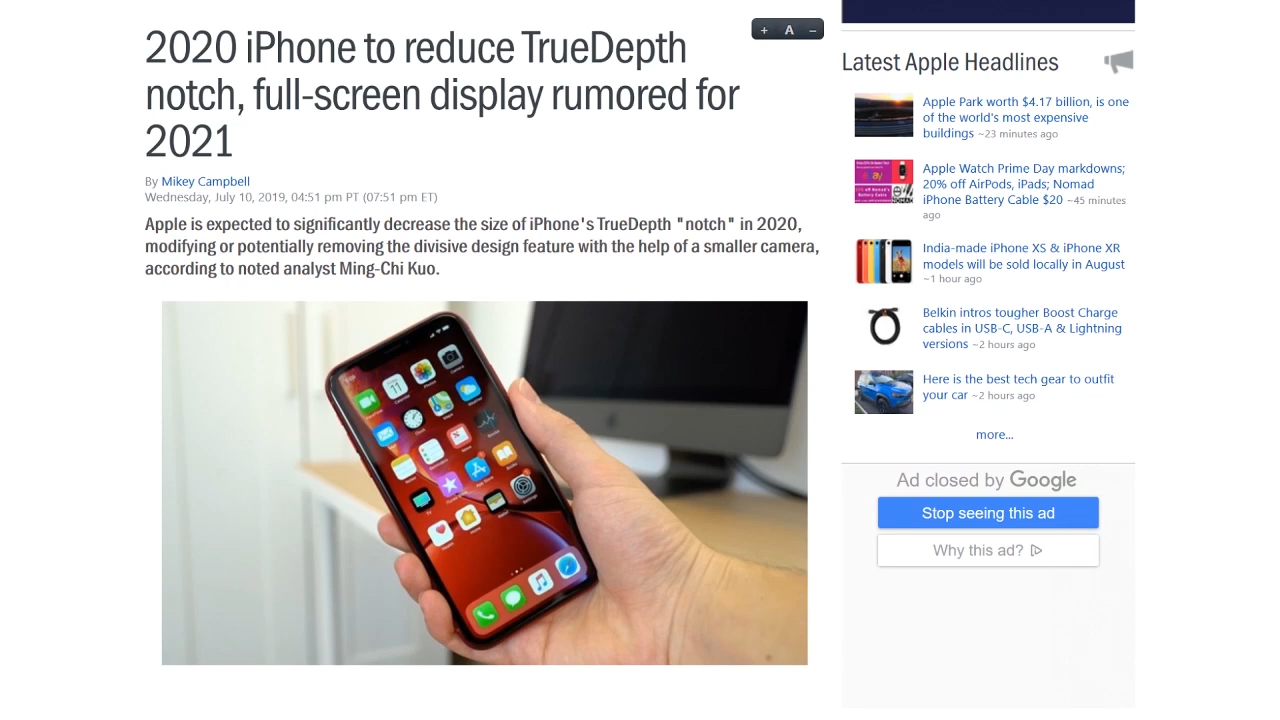 2020 iPhone to reduce TrueDepth
notch, full-screen display rumored for
2021
+ A –
By Mikey Campbell
Wednesday, July 10, 2019, 04:51 pm PT (07:51 pm ET)
Apple is expected to significantly decrease the size of iPhone's TrueDepth "notch" in 2020,
modifying or potentially removing the divisive design feature with the help of a smaller camera,
according to noted analyst Ming-Chi Kuo.
Latest Apple Headlines
Apple Park worth $4.17 billion, is one
of the world's most expensive
buildings ~23 minutes ago
Apple Watch Prime Day markdowns;
20% off AirPods, iPads; Nomad
iPhone Battery Cable $20 ~45 minutes
ago
ebay
India-made iPhone XS & iPhone XR
models will be sold locally in August
~1 hour ago
Belkin intros tougher Boost Charge
cables in USB-C, USB-A & Lightning
versions ~2 hours ago
Here is the best tech gear to outfit
your car ~2 hours ago
more...
Ad closed by Google
Stop seeing this ad
Why this ad?